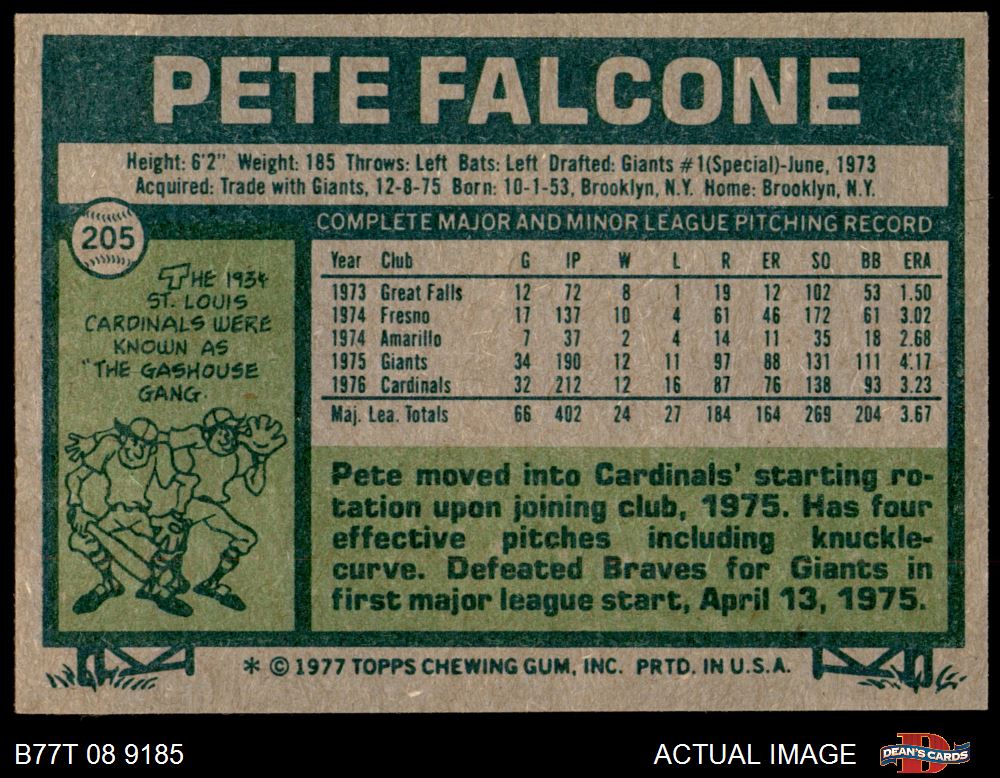 PETE FALCONE
Height: 6'2" Weight: 185 Throws: Left Bats: Left Drafted: Giants #1(Special)-June, 1973
Acquired: Trade with Giants, 12-8-75 Born: 10-1-53, Brooklyn, N.Y. Home: Brooklyn, N.Y.
205
THE 1934
ST. LOUIS
CARDINALS WERE
KNOWN AS
"THE GASHOUSE
GANG.
COMPLETE MAJOR AND MINOR LEAGUE PITCHING RECORD
Year Club G IP W L R ER SO BB ERA
1973 Great Falls 12 72 8 1 19 12 102 53 1.50
1974 Fresno 17 137 10 4 61 46 172 61 3.02
1974 Amarillo 7 37 2 4 14 11 35 18 2.68
1975 Giants 34 190 12 11 97 88 131 111 4.17
1976 Cardinals 32 212 12 16 87 76 138 93 3.23
Maj. Lea. Totals 66 402 24 27 184 164 269 204 3.67
Pete moved into Cardinals' starting ro-
tation upon joining club, 1975. Has four
effective pitches including knuckle-
curve. Defeated Braves for Giants in
first major league start, April 13, 1975.
* © 1977 TOPPS CHEWING GUM, INC. PRTD. IN U.S.A.
B77T 08 9185
ACTUAL IMAGE
D
DEAN'S CARDS